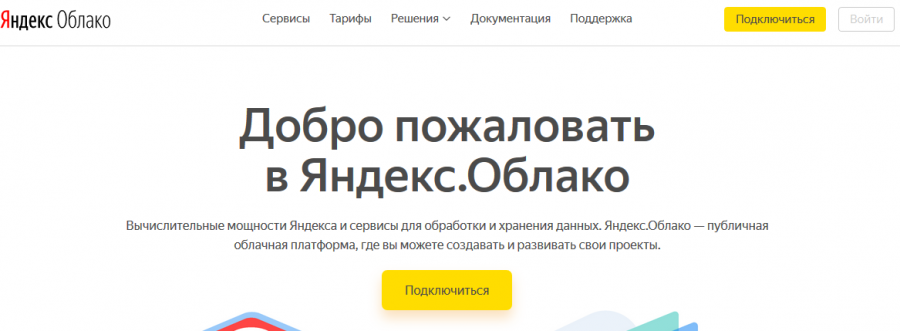 Яндекс Облако
Сервисы Тарифы Решения Документация Поддержка Подключиться Войти
Добро пожаловать
в Яндекс.Облако
Вычислительные мощности Яндекса и сервисы для обработки и хранения данных. Яндекс.Облако — публичная
облачная платформа, где вы можете создавать и развивать свои проекты.
Подключиться